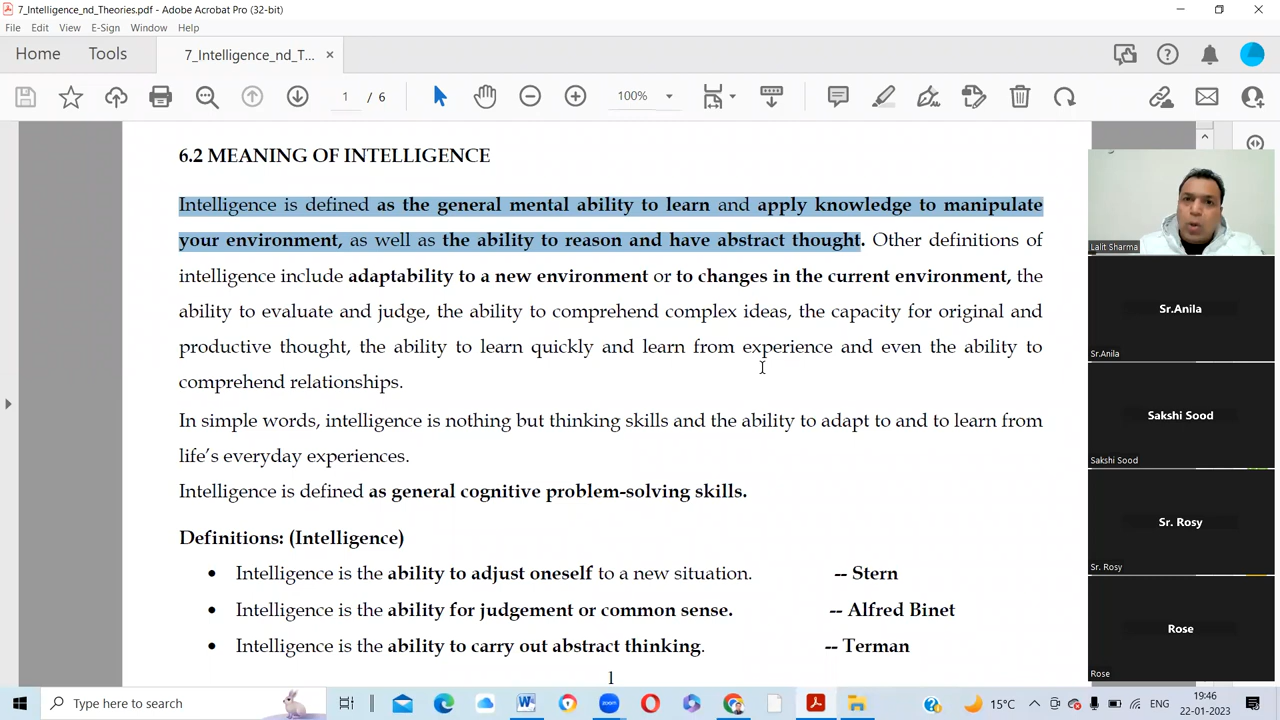 7_Intelligence_nd_Theories.pdf - Adobe Acrobat Pro (32-bit)
File Edit View E-Sign Window Help
Home Tools 7_Intelligence_nd_T... ×
1 / 6 100%
6.2 MEANING OF INTELLIGENCE
Intelligence is defined as the general mental ability to learn and apply knowledge to manipulate
your environment, as well as the ability to reason and have abstract thought. Other definitions of
intelligence include adaptability to a new environment or to changes in the current environment, the
ability to evaluate and judge, the ability to comprehend complex ideas, the capacity for original and
productive thought, the ability to learn quickly and learn from experience and even the ability to
comprehend relationships.
In simple words, intelligence is nothing but thinking skills and the ability to adapt to and to learn from
life's everyday experiences.
Intelligence is defined as general cognitive problem-solving skills.
Definitions: (Intelligence)
• Intelligence is the ability to adjust oneself to a new situation. -- Stern
• Intelligence is the ability for judgement or common sense. -- Alfred Binet
• Intelligence is the ability to carry out abstract thinking. -- Terman
1
Lalit Sharma
Sr.Anila
Sr.Anila
Sakshi Sood
Sakshi Sood
Sr. Rosy
Sr. Rosy
Rose
Rose
Type here to search
15°C ENG 19:46
22-01-2023